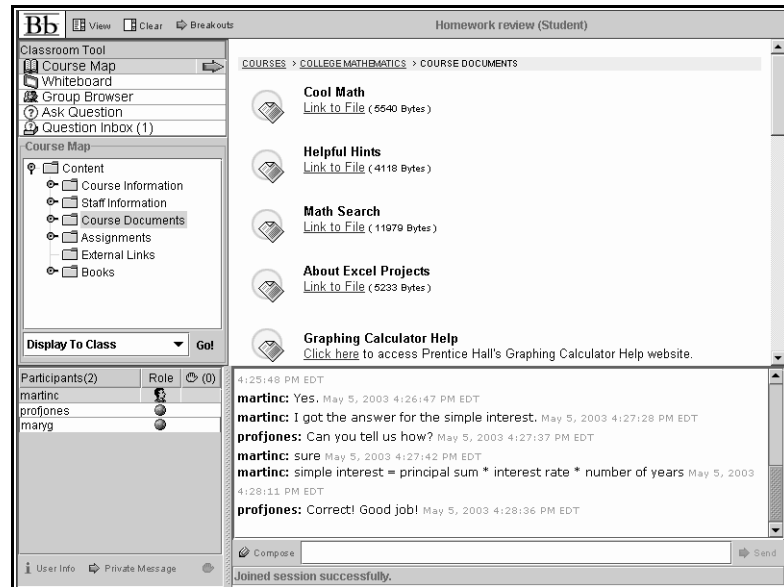 Bb View Clear Breakouts Homework review (Student)
Classroom Tool
Course Map
Whiteboard
Group Browser
Ask Question
Question Inbox (1)
Course Map
Content
Course Information
Staff Information
Course Documents
Assignments
External Links
Books
Display To Class Go!
COURSES > COLLEGE MATHEMATICS > COURSE DOCUMENTS
Cool Math
Link to File (5540 Bytes)
Helpful Hints
Link to File (4118 Bytes)
Math Search
Link to File (11979 Bytes)
About Excel Projects
Link to File (5233 Bytes)
Graphing Calculator Help
Click here to access Prentice Hall's Graphing Calculator Help website.
Participants(2) Role (0)
martinc
profjones
maryg
User Info Private Message
4:25:48 PM EDT
martinc: Yes. May 5, 2003 4:26:47 PM EDT
martinc: I got the answer for the simple interest. May 5, 2003 4:27:28 PM EDT
profjones: Can you tell us how? May 5, 2003 4:27:37 PM EDT
martinc: sure May 5, 2003 4:27:42 PM EDT
martinc: simple interest = principal sum * interest rate * number of years May 5, 2003
4:28:11 PM EDT
profjones: Correct! Good job! May 5, 2003 4:28:36 PM EDT
Compose Send
Joined session successfully.